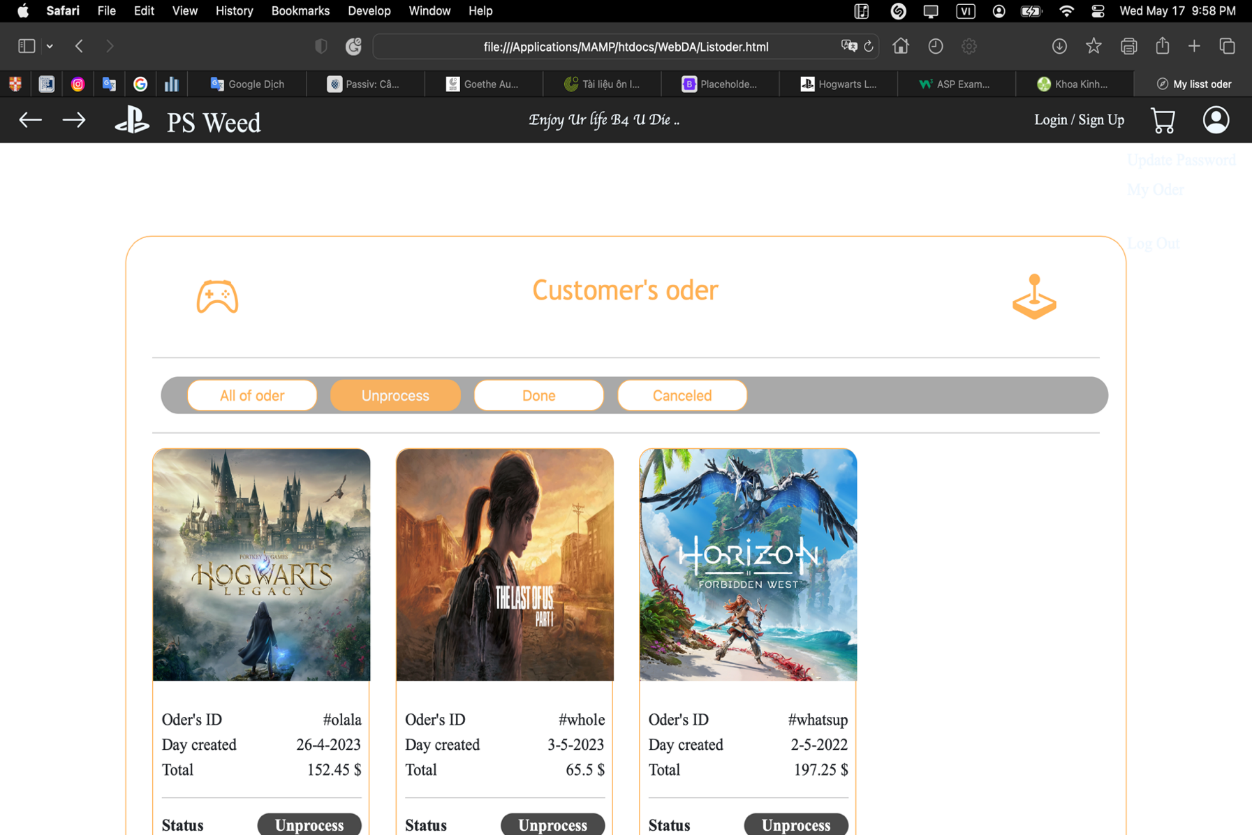 Safari File Edit View History Bookmarks Develop Window Help VI Wed May 17 9:58 PM
file:///Applications/MAMP/htdocs/WebDA/Listoder.html
Google Dịch Passiv: Câ... Goethe Au... Tài liệu ôn l... Placeholde... Hogwarts L... ASP Exam... Khoa Kinh... My lisst oder
PS Weed Enjoy Ur life B4 U Die .. Login / Sign Up
Update Password
My Oder
Log Out
Customer's oder
All of oder Unprocess Done Canceled
HOGWARTS
LEGACY
THE LAST OF US
PART I
HORIZON
II
FORBIDDEN WEST
Oder's ID #olala
Day created 26-4-2023
Total 152.45 $
Status Unprocess
Oder's ID #whole
Day created 3-5-2023
Total 65.5 $
Status Unprocess
Oder's ID #whatsup
Day created 2-5-2022
Total 197.25 $
Status Unprocess